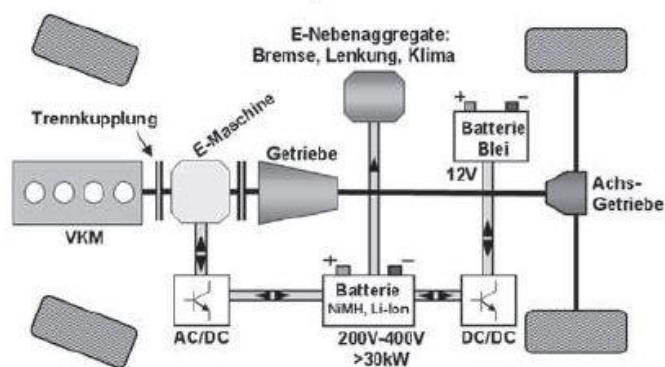 E-Nebenaggregate:
Bremse, Lenkung, Klima
Trennkupplung
E-Maschine
Getriebe
+ −
Batterie
Blei
12V
Achs-
Getriebe
VKM
+ −
Batterie
NiMH, Li-Ion
AC/DC
200V-400V
>30kW
DC/DC